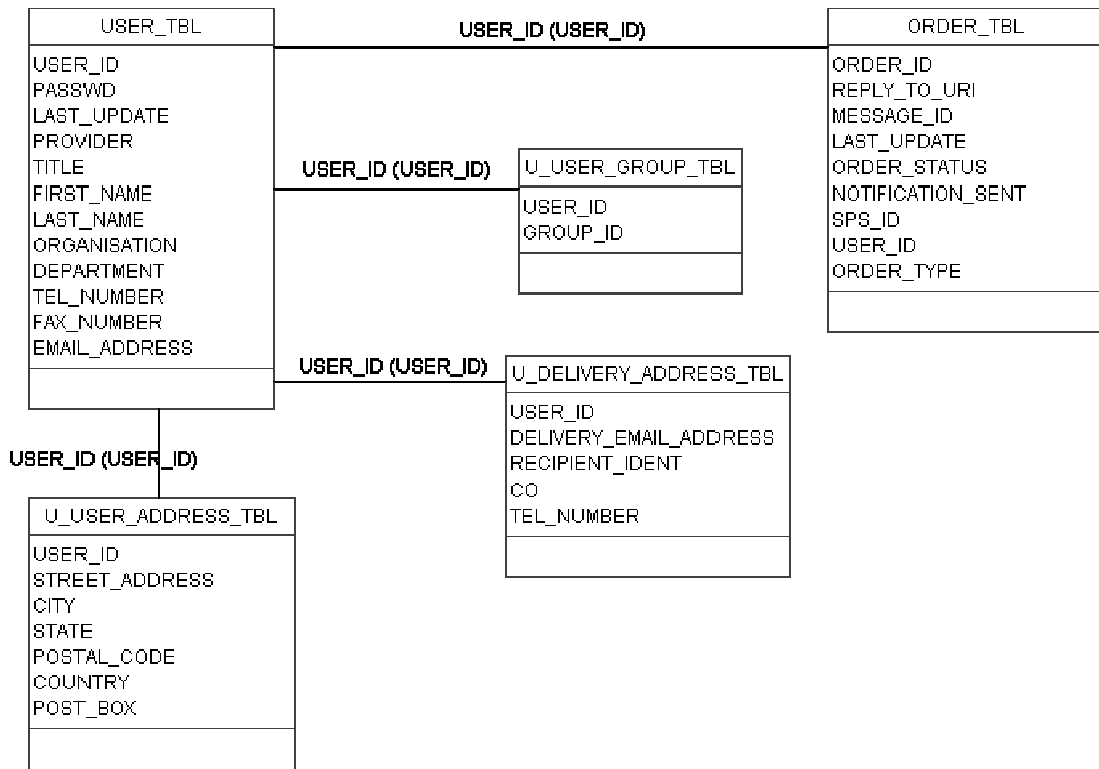 USER_TBL
USER_ID
PASSWD
LAST_UPDATE
PROVIDER
TITLE
FIRST_NAME
LAST_NAME
ORGANISATION
DEPARTMENT
TEL_NUMBER
FAX_NUMBER
EMAIL_ADDRESS
USER_ID (USER_ID)
ORDER_TBL
ORDER_ID
REPLY_TO_URI
MESSAGE_ID
LAST_UPDATE
ORDER_STATUS
NOTIFICATION_SENT
SPS_ID
USER_ID
ORDER_TYPE
USER_ID (USER_ID)
U_USER_GROUP_TBL
USER_ID
GROUP_ID
USER_ID (USER_ID)
U_DELIVERY_ADDRESS_TBL
USER_ID
DELIVERY_EMAIL_ADDRESS
RECIPIENT_IDENT
CO
TEL_NUMBER
USER_ID (USER_ID)
U_USER_ADDRESS_TBL
USER_ID
STREET_ADDRESS
CITY
STATE
POSTAL_CODE
COUNTRY
POST_BOX